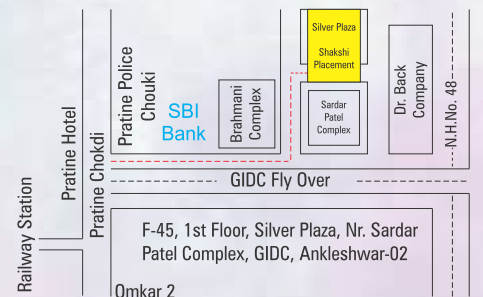 Silver Plaza
Shakshi
Placement
Pratine Police
Chouki
SBI
Bank
Brahmani
Complex
Sardar
Patel
Complex
Dr. Back
Company
N.H.No. 48
Pratine Hotel
Pratine Chokdi
GIDC Fly Over
Railway Station
F-45, 1st Floor, Silver Plaza, Nr. Sardar
Patel Complex, GIDC, Ankleshwar-02
Omkar 2